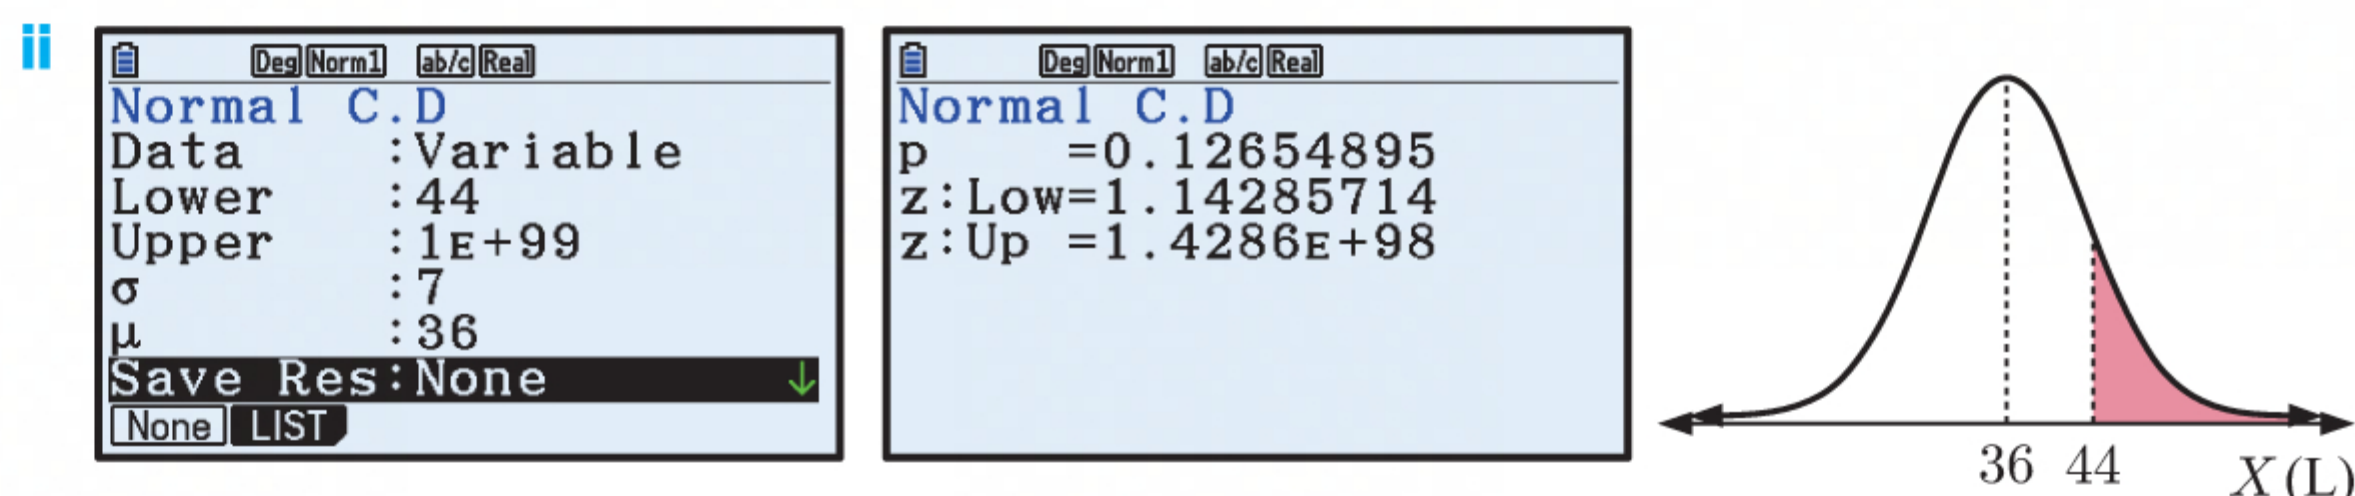 ii
Deg Norm1 ab/c Real
Normal C.D
Data :Variable
Lower :44
Upper :1E+99
σ :7
μ :36
Save Res:None ↓
None LIST
Deg Norm1 ab/c Real
Normal C.D
p =0.12654895
z:Low=1.14285714
z:Up =1.4286E+98
36 44 X (L)